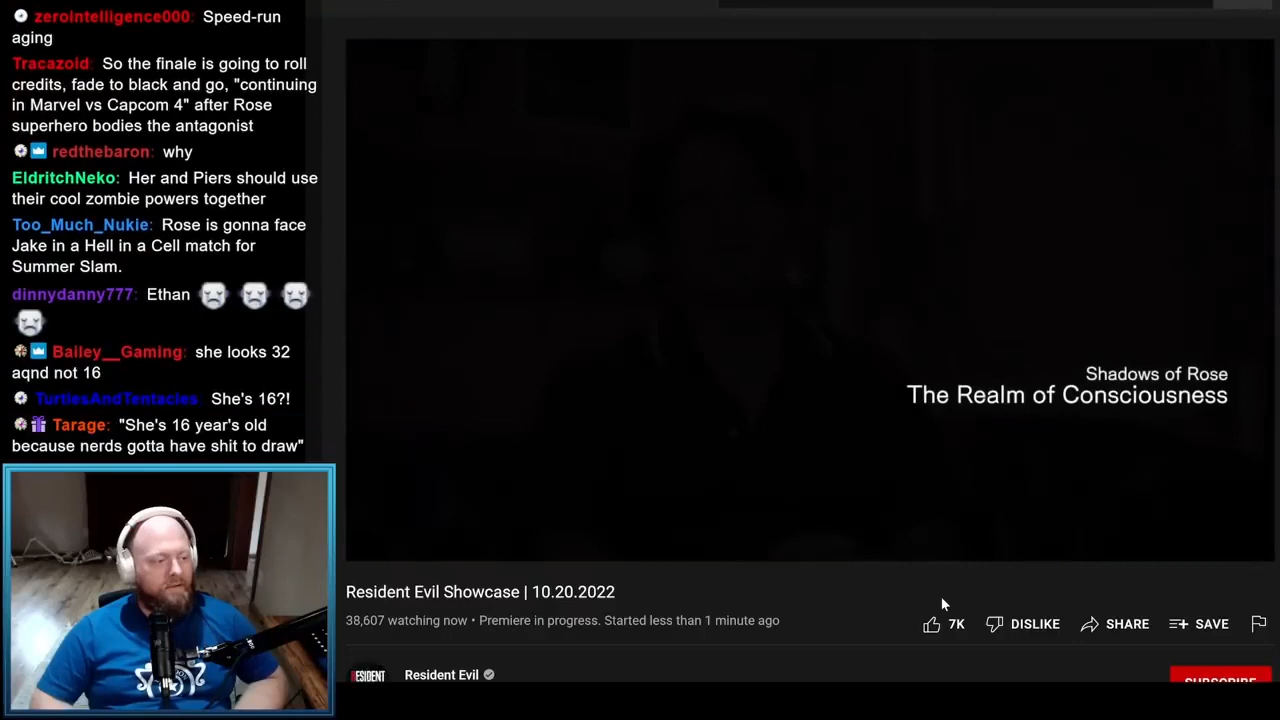 zerointelligence000: Speed-run
aging
Tracazoid: So the finale is going to roll
credits, fade to black and go, "continuing
in Marvel vs Capcom 4" after Rose
superhero bodies the antagonist
redthebaron: why
EldritchNeko: Her and Piers should use
their cool zombie powers together
Too_Much_Nukie: Rose is gonna face
Jake in a Hell in a Cell match for
Summer Slam.
dinnydanny777: Ethan
Bailey__Gaming: she looks 32
aqnd not 16
TurtlesAndTentacles: She's 16?!
Tarage: "She's 16 year's old
because nerds gotta have shit to draw"
Shadows of Rose
The Realm of Consciousness
Resident Evil Showcase | 10.20.2022
38,607 watching now • Premiere in progress. Started less than 1 minute ago
7K DISLIKE SHARE SAVE
RESIDENT
Resident Evil
SUBSCRIBE